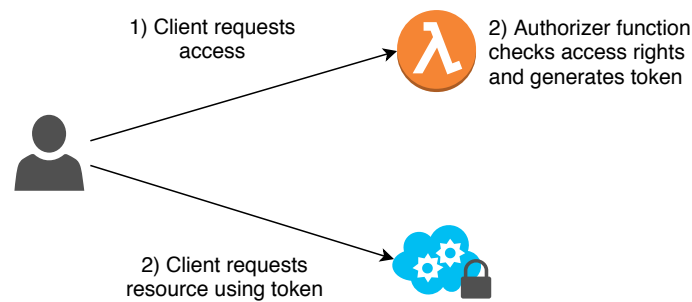 1) Client requests
access
2) Authorizer function
checks access rights
and generates token
2) Client requests
resource using token